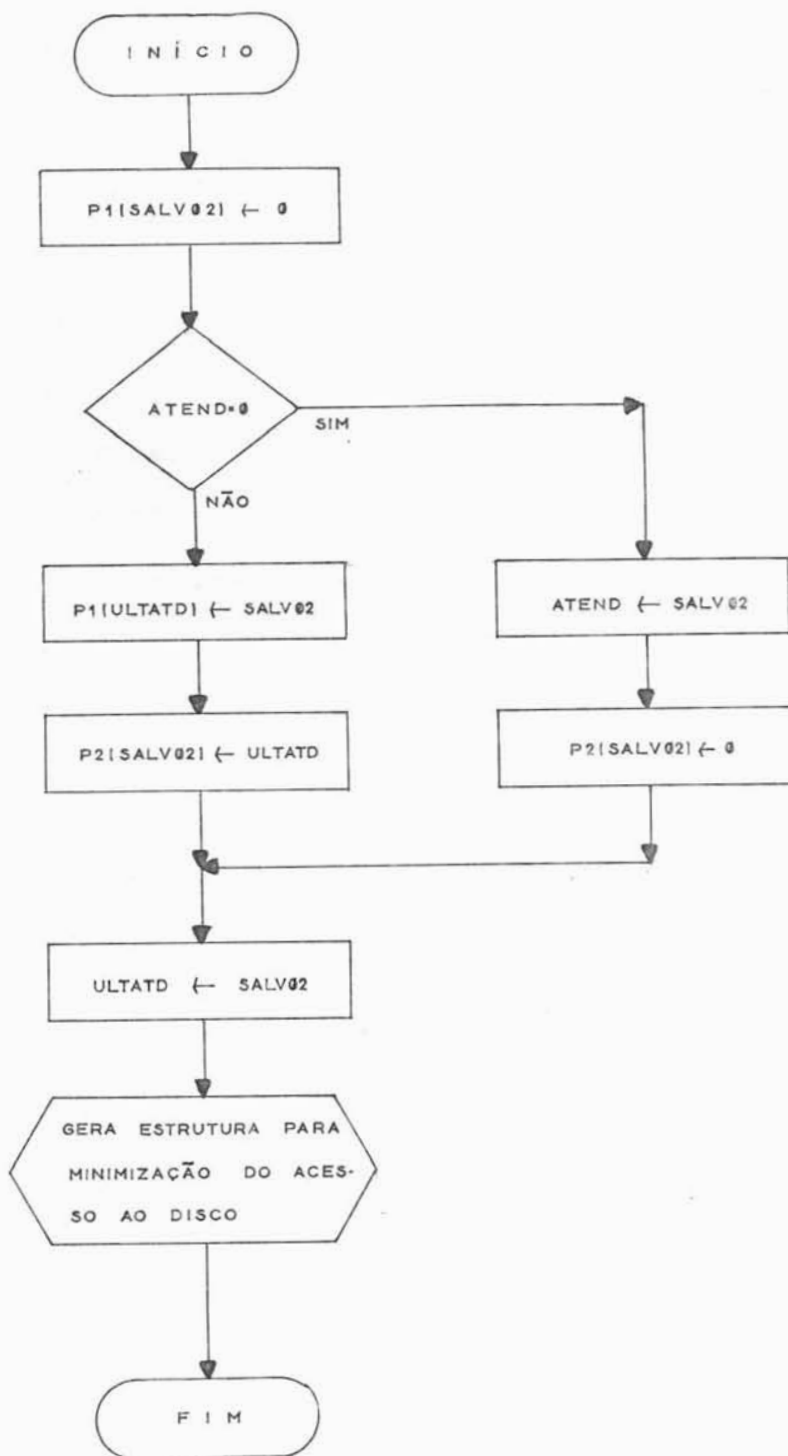 INÍCIO
P1(SALV02) ← 0
ATEND=0
SIM
NÃO
P1(ULTATD) ← SALV02
ATEND ← SALV02
P2(SALV02) ← ULTATD
P2(SALV02) ← 0
ULTATD ← SALV02
GERA ESTRUTURA PARA
MINIMIZAÇÃO DO ACES-
SO AO DISCO
FIM